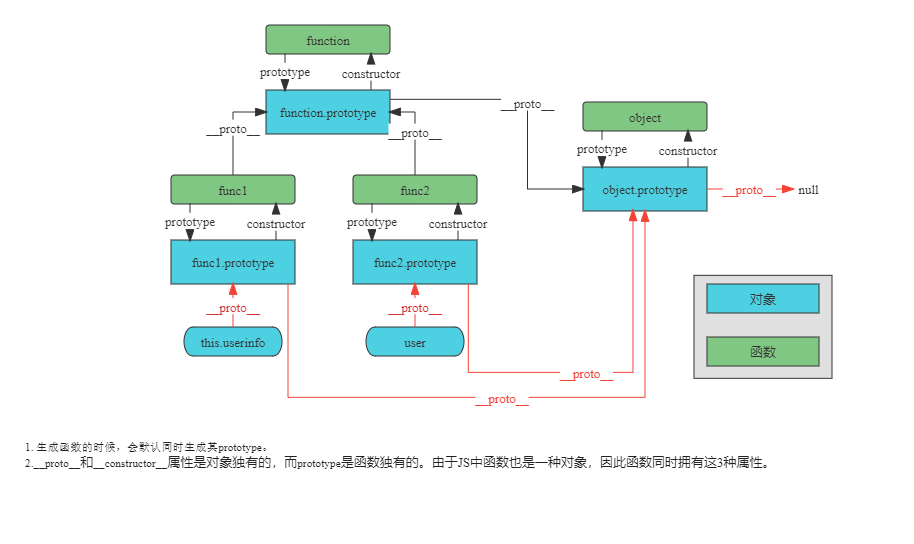 function
prototype
constructor
function.prototype
__proto__
object
prototype
constructor
object.prototype
__proto__
null
__proto__
__proto__
func1
func2
prototype
constructor
prototype
constructor
func1.prototype
func2.prototype
__proto__
__proto__
this.userinfo
user
__proto__
__proto__
对象
函数
1. 生成函数的时候，会默认同时生成其prototype。
2.__proto__和__constructor__属性是对象独有的，而prototype是函数独有的。由于JS中函数也是一种对象，因此函数同时拥有这3种属性。